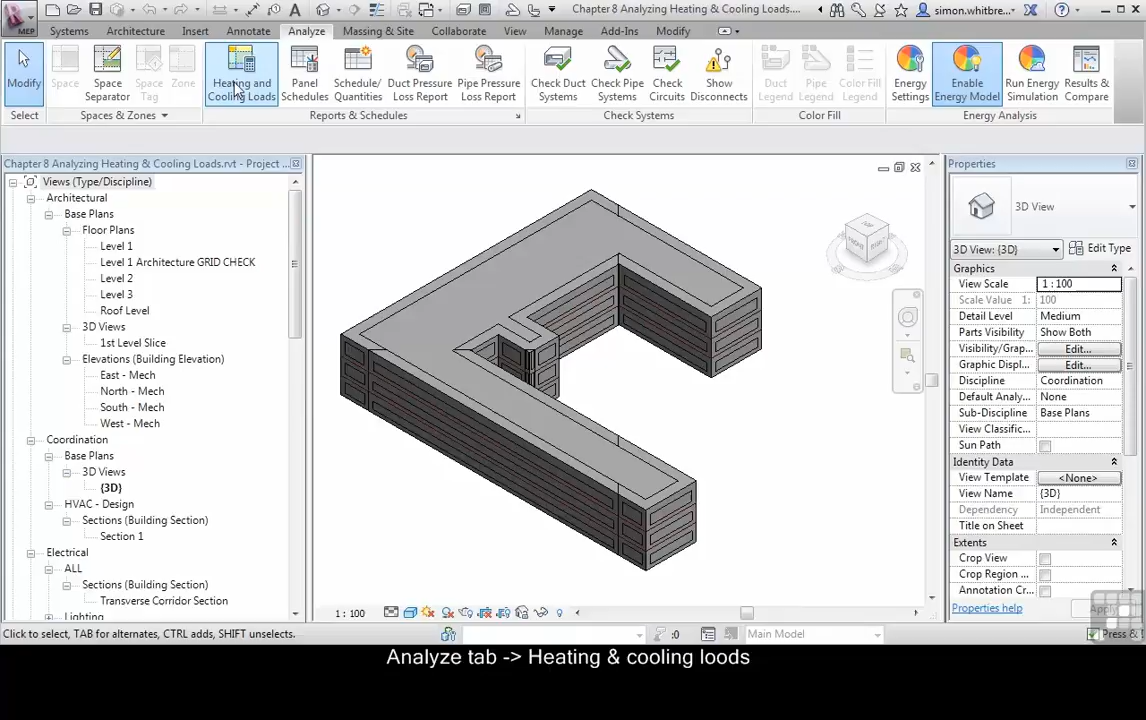 Chapter 8 Analyzing Heating & Cooling Loads....
simon.whitbre...
MEP
Systems Architecture Insert Annotate Analyze Massing & Site Collaborate View Manage Add-Ins Modify
Modify
Space
Space Separator
Space Tag
Zone
Heating and Cooling Loads
Panel Schedules
Schedule/ Quantities
Duct Pressure Loss Report
Pipe Pressure Loss Report
Check Duct Systems
Check Pipe Systems
Check Circuits
Show Disconnects
Duct Legend
Pipe Legend
Color Fill Legend
Energy Settings
Enable Energy Model
Run Energy Simulation
Results & Compare
Select Spaces & Zones Reports & Schedules Check Systems Color Fill Energy Analysis
Chapter 8 Analyzing Heating & Cooling Loads.rvt - Project ...
Views (Type/Discipline)
Architectural
Base Plans
Floor Plans
Level 1
Level 1 Architecture GRID CHECK
Level 2
Level 3
Roof Level
3D Views
1st Level Slice
Elevations (Building Elevation)
East - Mech
North - Mech
South - Mech
West - Mech
Coordination
Base Plans
3D Views
{3D}
HVAC - Design
Sections (Building Section)
Section 1
Electrical
ALL
Sections (Building Section)
Transverse Corridor Section
Lighting
1 : 100
Properties
3D View
3D View: {3D} Edit Type
Graphics
View Scale 1 : 100
Scale Value 1: 100
Detail Level Medium
Parts Visibility Show Both
Visibility/Grap... Edit...
Graphic Displ... Edit...
Discipline Coordination
Default Analy... None
Sub-Discipline Base Plans
View Classific...
Sun Path
Identity Data
View Template <None>
View Name {3D}
Dependency Independent
Title on Sheet
Extents
Crop View
Crop Region ...
Annotation Cr...
Properties help Apply
Click to select, TAB for alternates, CTRL adds, SHIFT unselects.
:0
Main Model
Press &
Analyze tab -> Heating & cooling loods